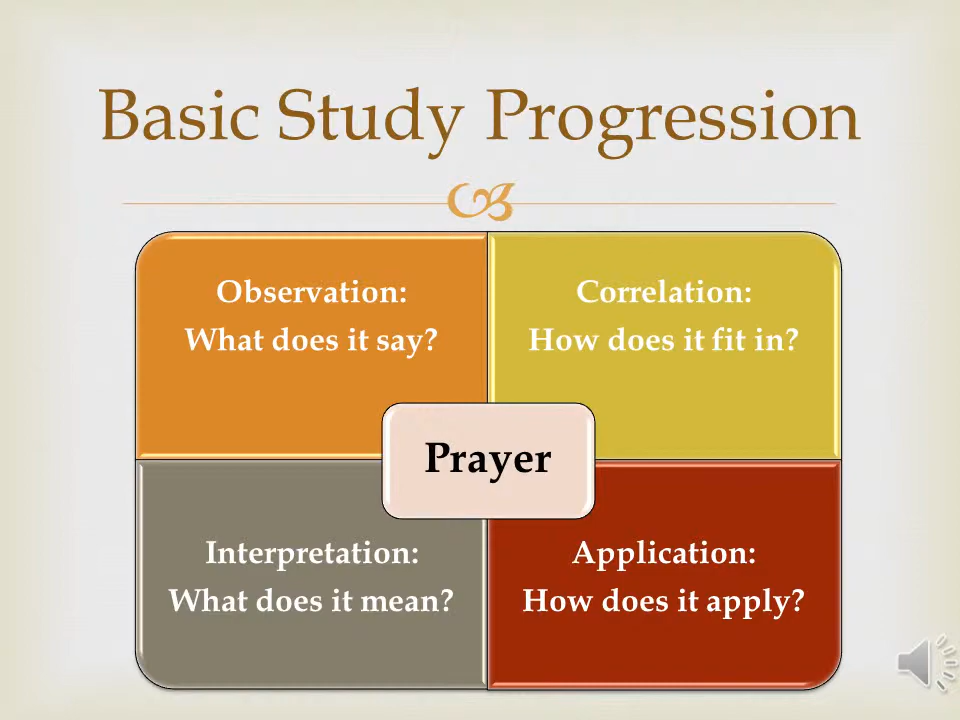 Basic Study Progression
Observation:
What does it say?
Correlation:
How does it fit in?
Prayer
Interpretation:
What does it mean?
Application:
How does it apply?